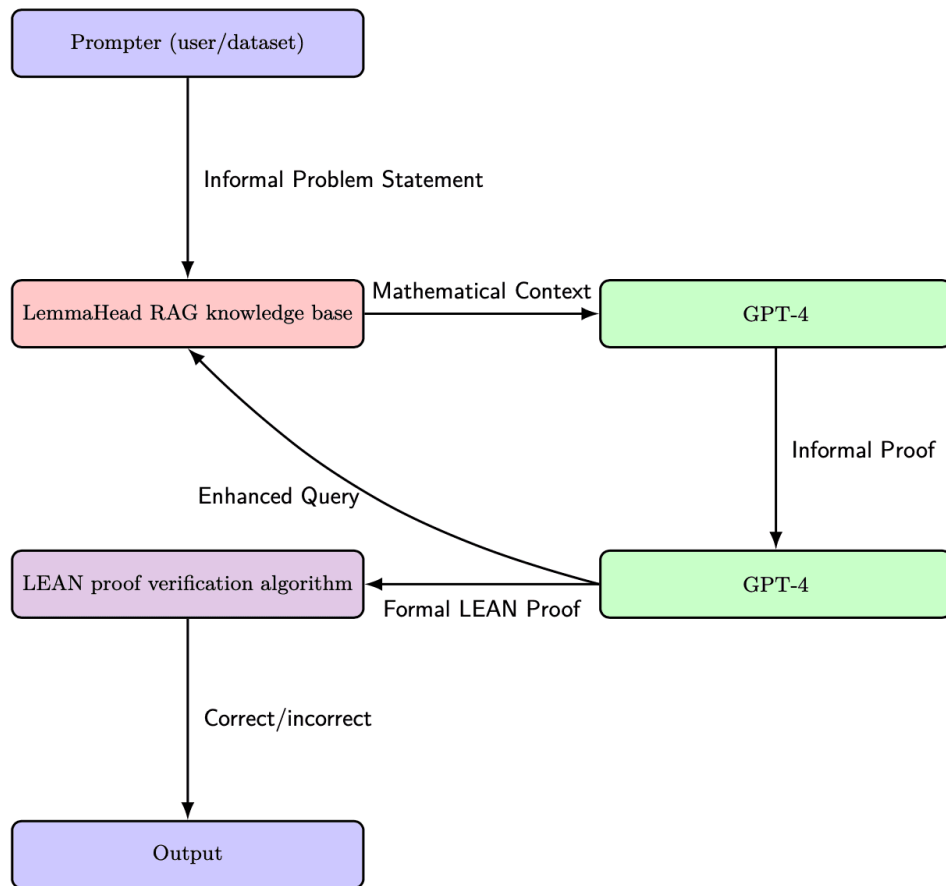 Prompter (user/dataset)
Informal Problem Statement
LemmaHead RAG knowledge base
Mathematical Context
GPT-4
Informal Proof
Enhanced Query
LEAN proof verification algorithm
Formal LEAN Proof
GPT-4
Correct/incorrect
Output